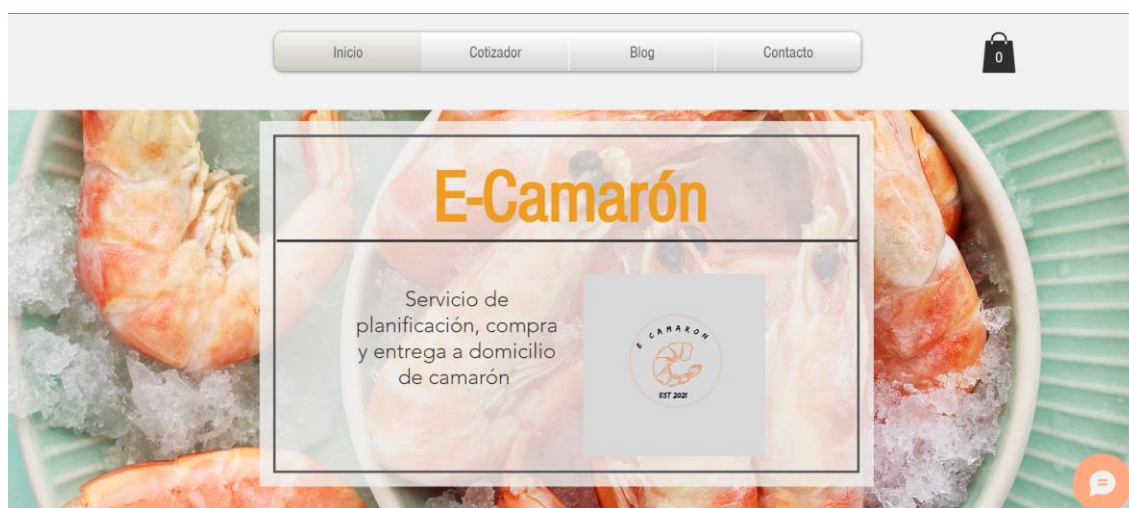 Inicio
Cotizador
Blog
Contacto
0
E-Camarón
Servicio de
planificación, compra
y entrega a domicilio
de camarón
E CAMARON
EST 2021